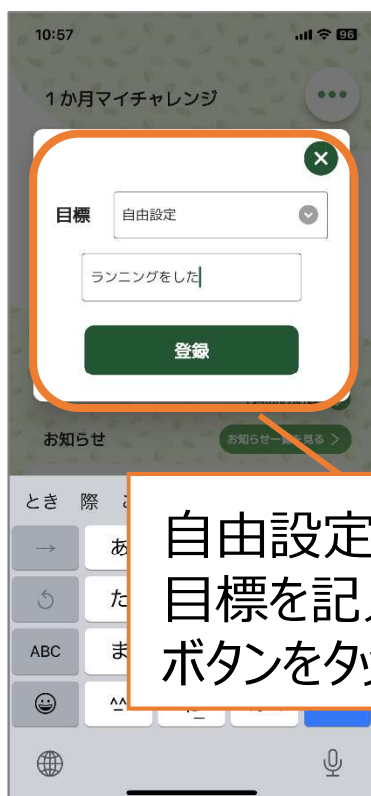 10:57
96
1か月マイチャレンジ
目標
自由設定
ランニングをした
登録
お知らせ
お知らせ一覧を見る
とき 際
→
あ
た
ABC
ま
^^
自由設定
目標を記
ボタンをタッ